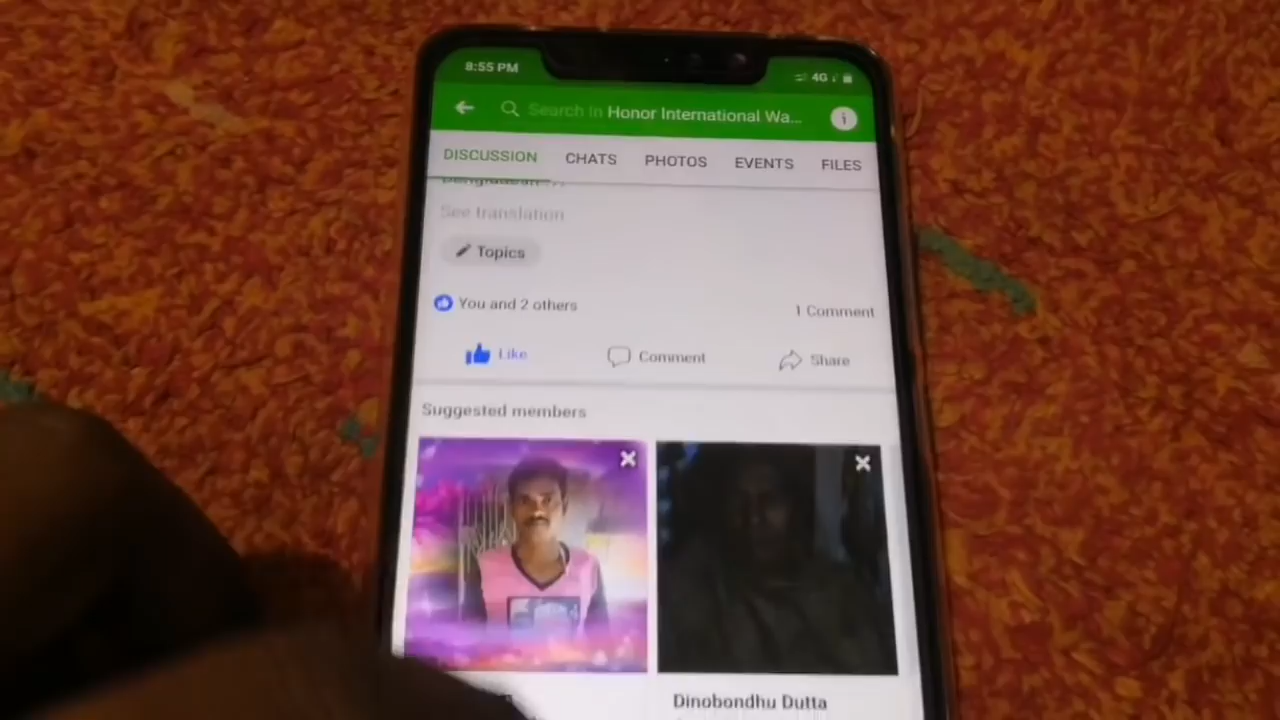 8:55 PM
4G
Search in Honor International Wa...
DISCUSSION CHATS PHOTOS EVENTS FILES
See translation
Topics
You and 2 others
1 Comment
Like Comment Share
Suggested members
Dinobondhu Dutta